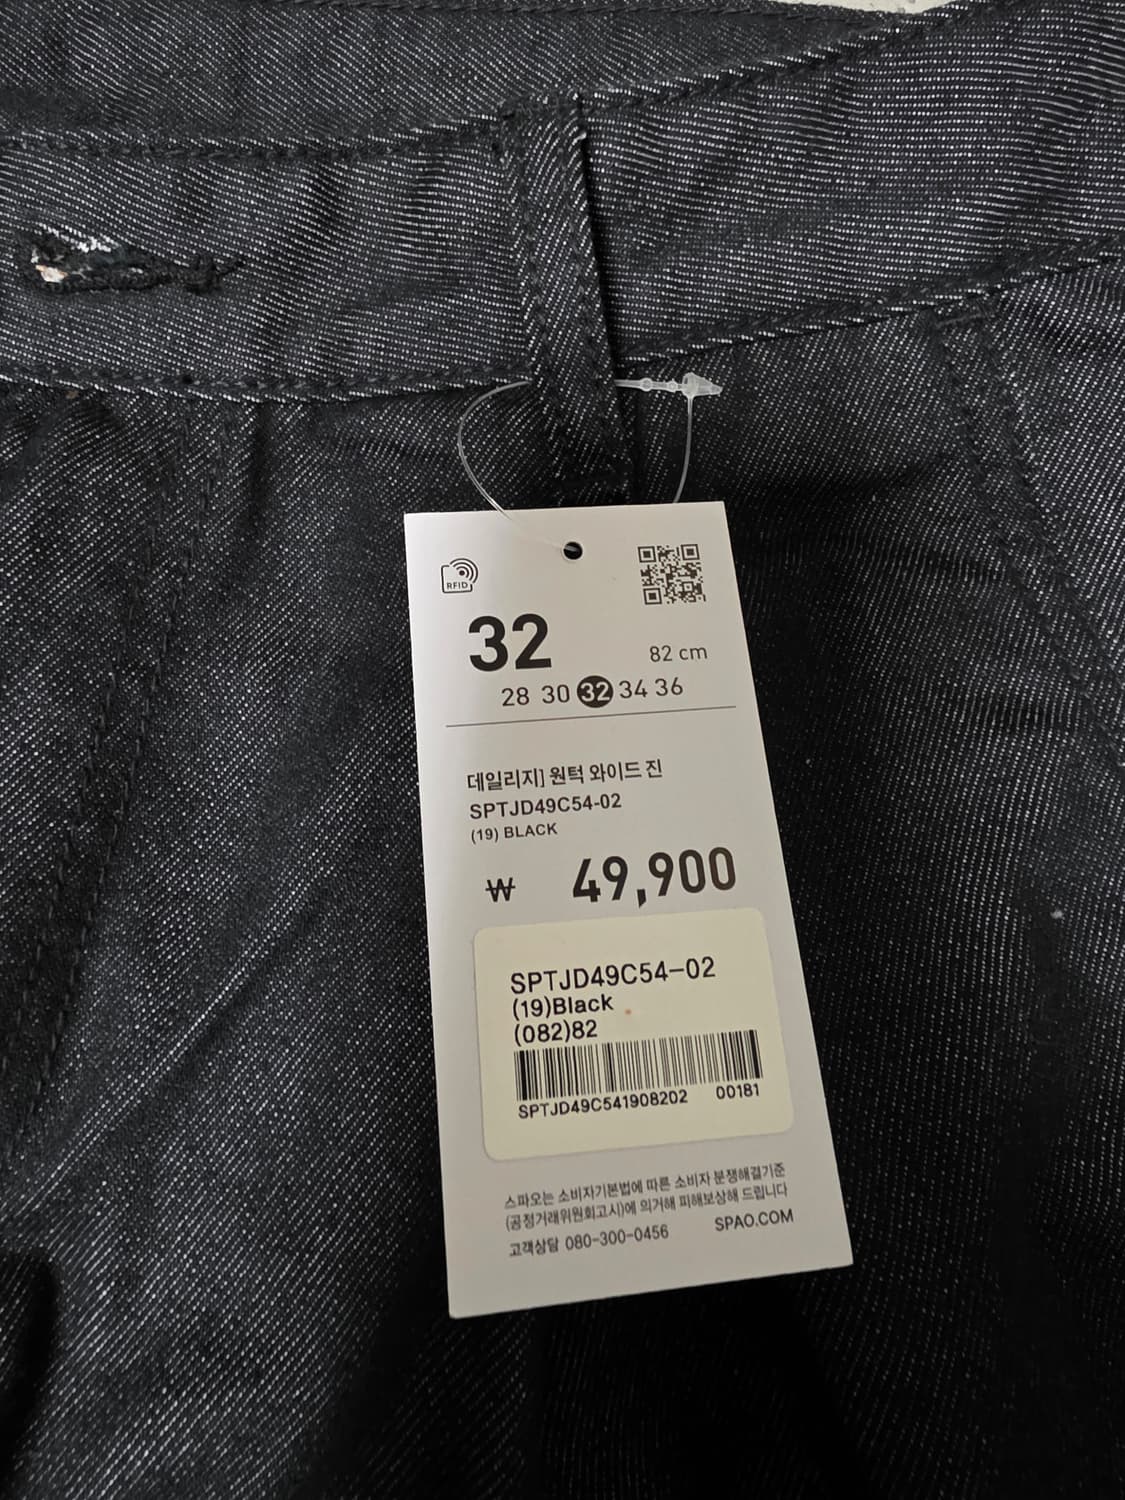 RFID
32
82 cm
28 30 32 34 36
데일리지] 원턱 와이드 진
SPTJD49C54-02
(19) BLACK
₩ 49,900
SPTJD49C54-02
(19)Black
(082)82
SPTJD49C541908202 00181
스파오는 소비자기본법에 따른 소비자 분쟁해결기준
(공정거래위원회고시)에 의거해 피해보상해 드립니다
고객상담 080-300-0456 SPAO.COM